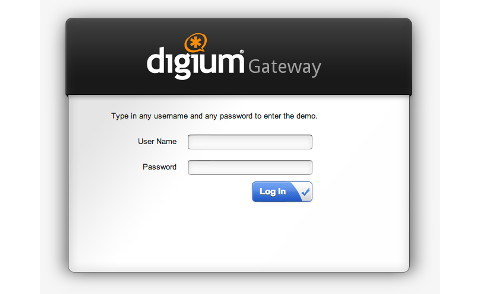 digium® Gateway
Type in any username and any password to enter the demo.
User Name
Password
Log In